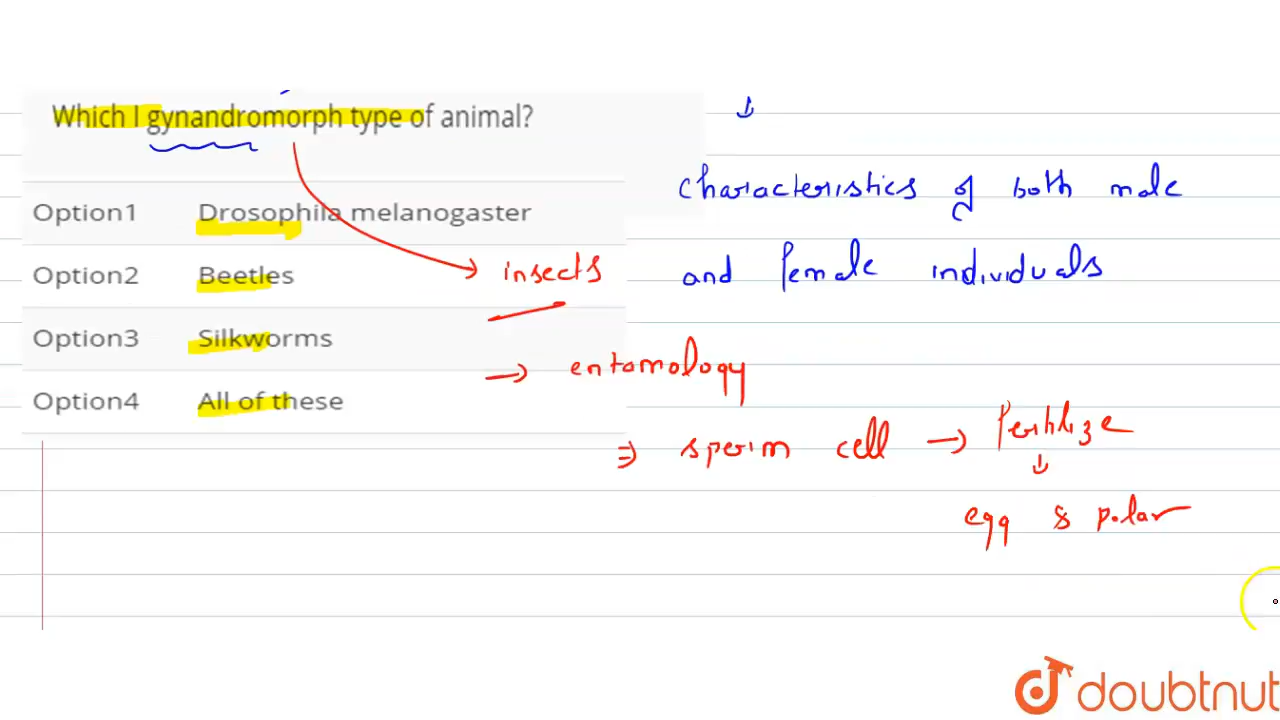 Which I gynandromorph type of animal?
Option1 Drosophila melanogaster
Option2 Beetles
Option3 Silkworms
Option4 All of these
characteristics of both male
and female individuals
insects
entomology
sperm cell → fertilize
egg & polar
doubtnut